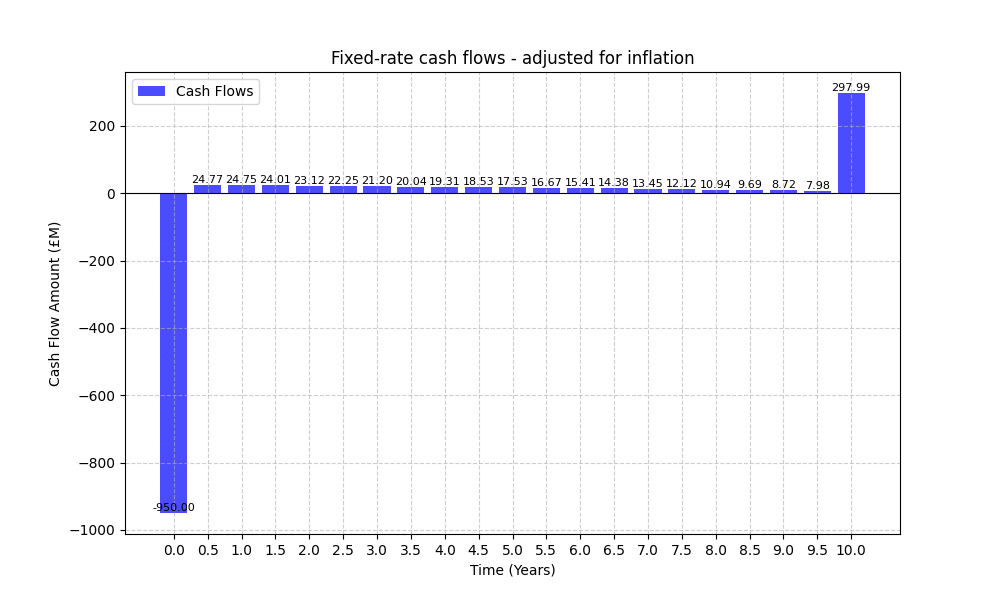 Fixed-rate cash flows - adjusted for inflation
Cash Flows
297.99
200
24.77 24.75 24.01 23.12 22.25 21.20 20.04 19.31 18.53 17.53 16.67 15.41 14.38 13.45 12.12 10.94 9.69 8.72 7.98
0
−200
Cash Flow Amount (£M)
−400
−600
−800
-950.00
−1000
0.0 0.5 1.0 1.5 2.0 2.5 3.0 3.5 4.0 4.5 5.0 5.5 6.0 6.5 7.0 7.5 8.0 8.5 9.0 9.5 10.0
Time (Years)